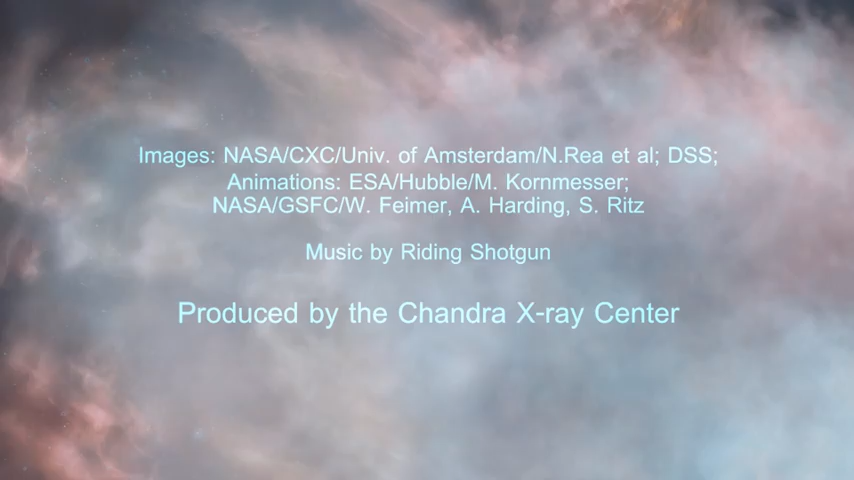 Images: NASA/CXC/Univ. of Amsterdam/N.Rea et al; DSS;
Animations: ESA/Hubble/M. Kornmesser;
NASA/GSFC/W. Feimer, A. Harding, S. Ritz
Music by Riding Shotgun
Produced by the Chandra X-ray Center